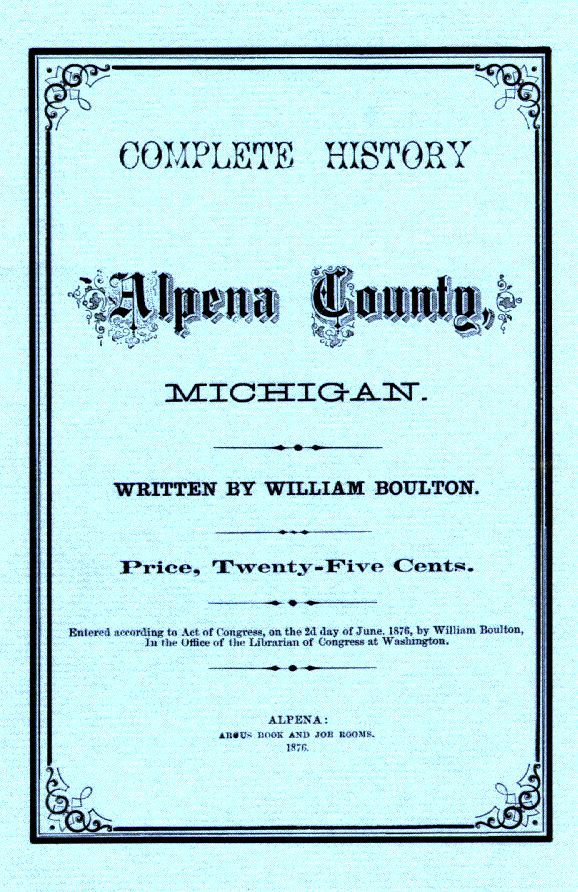 COMPLETE HISTORY
Alpena County,
MICHIGAN.
WRITTEN BY WILLIAM BOULTON.
Price, Twenty-Five Cents.
Entered according to Act of Congress, on the 2d day of June. 1876, by William Boulton,
In the Office of the Librarian of Congress at Washington.
ALPENA:
ARGUS BOOK AND JOB ROOMS.
1876.